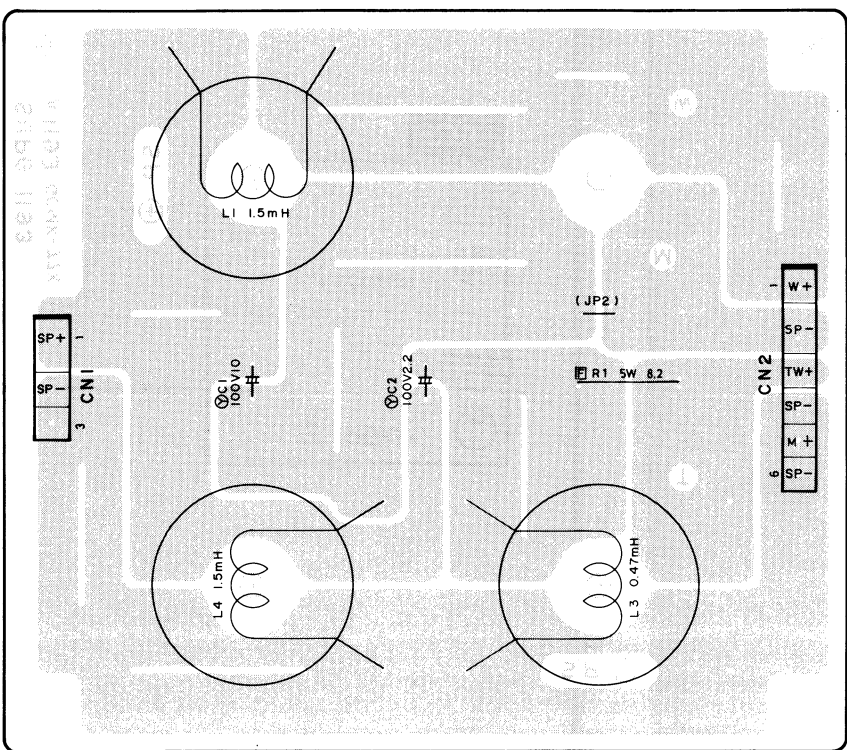 L1 1.5mH
(JP2)
1
W+
SP-
TW+
SP-
M+
SP-
6
CN2
SP+
SP-
1
3
CN1
Ⓨ C1
100V10
Ⓨ C2
100V2.2
F R1 5W 8.2
L4 1.5mH
L3 0.47mH
W
M
T